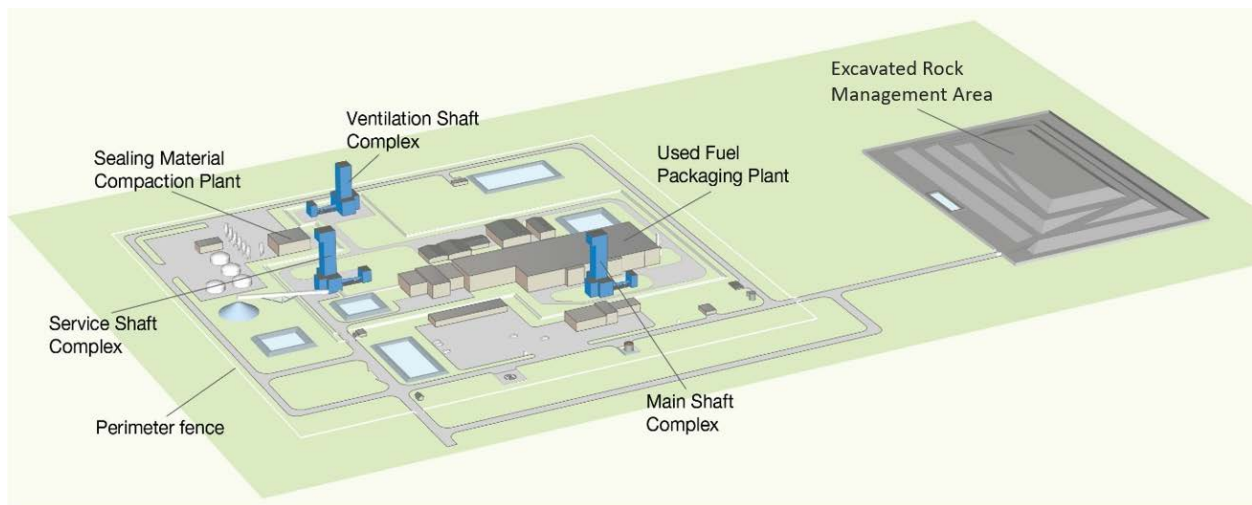 Excavated Rock
Management Area
Ventilation Shaft
Complex
Sealing Material
Compaction Plant
Used Fuel
Packaging Plant
Service Shaft
Complex
Main Shaft
Complex
Perimeter fence